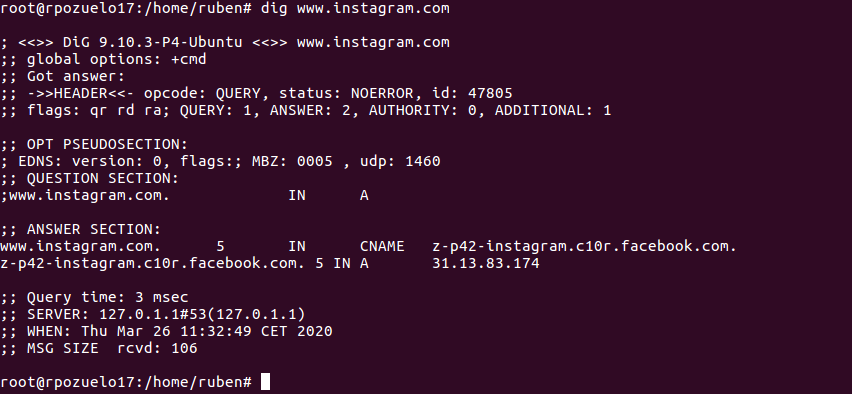 root@rpozuelo17:/home/ruben# dig www.instagram.com

; <<>> DiG 9.10.3-P4-Ubuntu <<>> www.instagram.com
;; global options: +cmd
;; Got answer:
;; ->>HEADER<<- opcode: QUERY, status: NOERROR, id: 47805
;; flags: qr rd ra; QUERY: 1, ANSWER: 2, AUTHORITY: 0, ADDITIONAL: 1

;; OPT PSEUDOSECTION:
; EDNS: version: 0, flags:; MBZ: 0005 , udp: 1460
;; QUESTION SECTION:
;www.instagram.com.             IN      A

;; ANSWER SECTION:
www.instagram.com.      5       IN      CNAME   z-p42-instagram.c10r.facebook.com.
z-p42-instagram.c10r.facebook.com. 5 IN A       31.13.83.174

;; Query time: 3 msec
;; SERVER: 127.0.1.1#53(127.0.1.1)
;; WHEN: Thu Mar 26 11:32:49 CET 2020
;; MSG SIZE  rcvd: 106

root@rpozuelo17:/home/ruben#